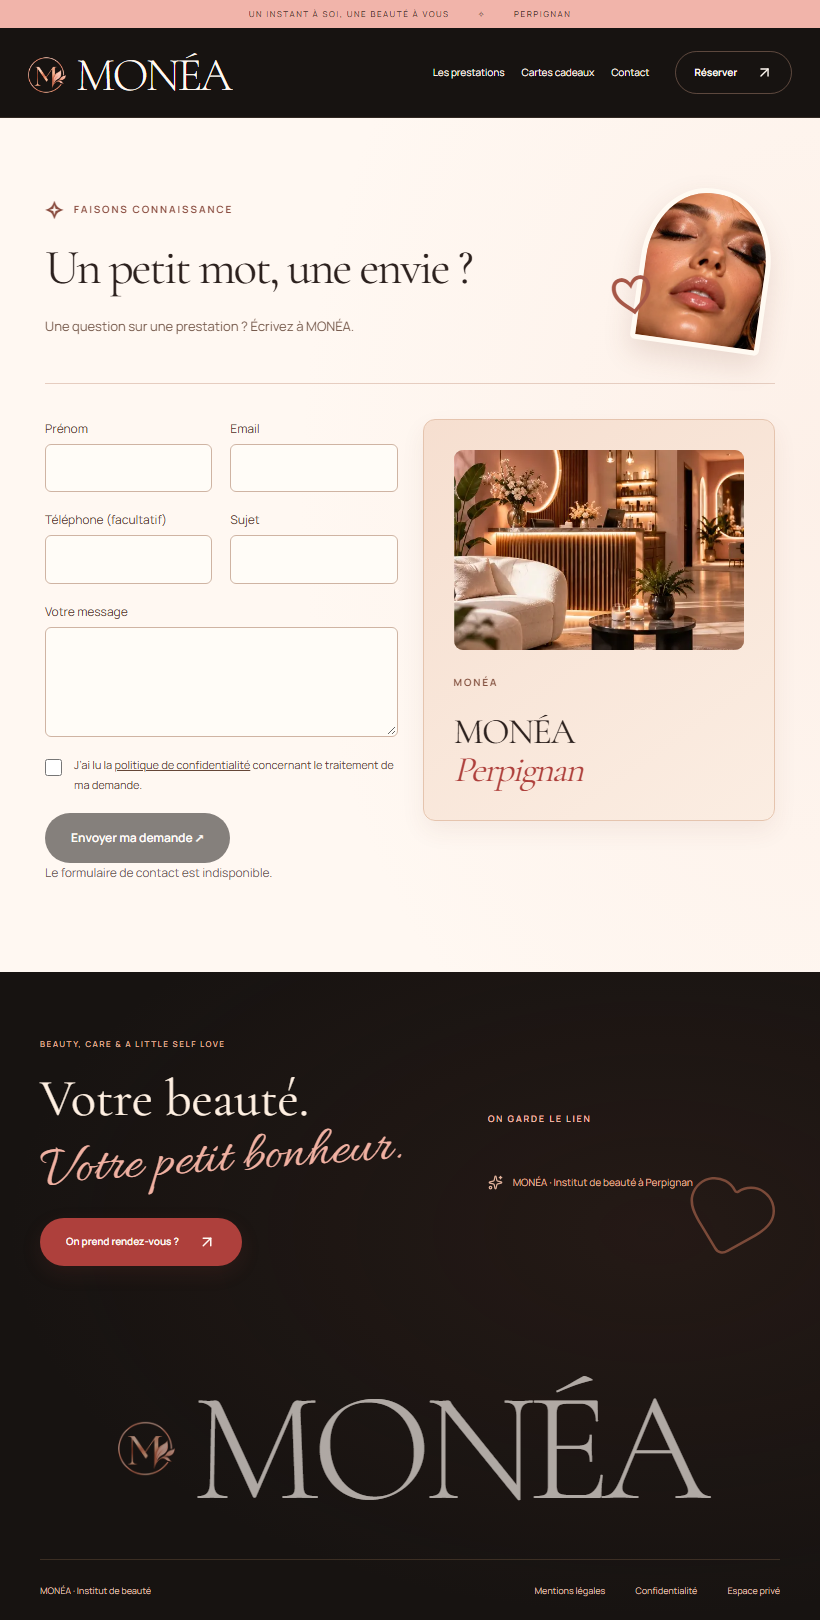 UN INSTANT À SOI, UNE BEAUTÉ À VOUS ✧ PERPIGNAN
M MONÉA
Les prestations Cartes cadeaux Contact Réserver
FAISONS CONNAISSANCE
Un petit mot, une envie ?
Une question sur une prestation ? Écrivez à MONÉA.
Prénom Email
Téléphone (facultatif) Sujet
Votre message
J'ai lu la politique de confidentialité concernant le traitement de
ma demande.
Envoyer ma demande ↗
Le formulaire de contact est indisponible.
MONÉA
MONÉA
Perpignan
BEAUTY, CARE & A LITTLE SELF LOVE
Votre beauté.
Votre petit bonheur.
On prend rendez-vous ?
ON GARDE LE LIEN
MONÉA · Institut de beauté à Perpignan
M MONÉA
MONÉA · Institut de beauté
Mentions légales Confidentialité Espace privé